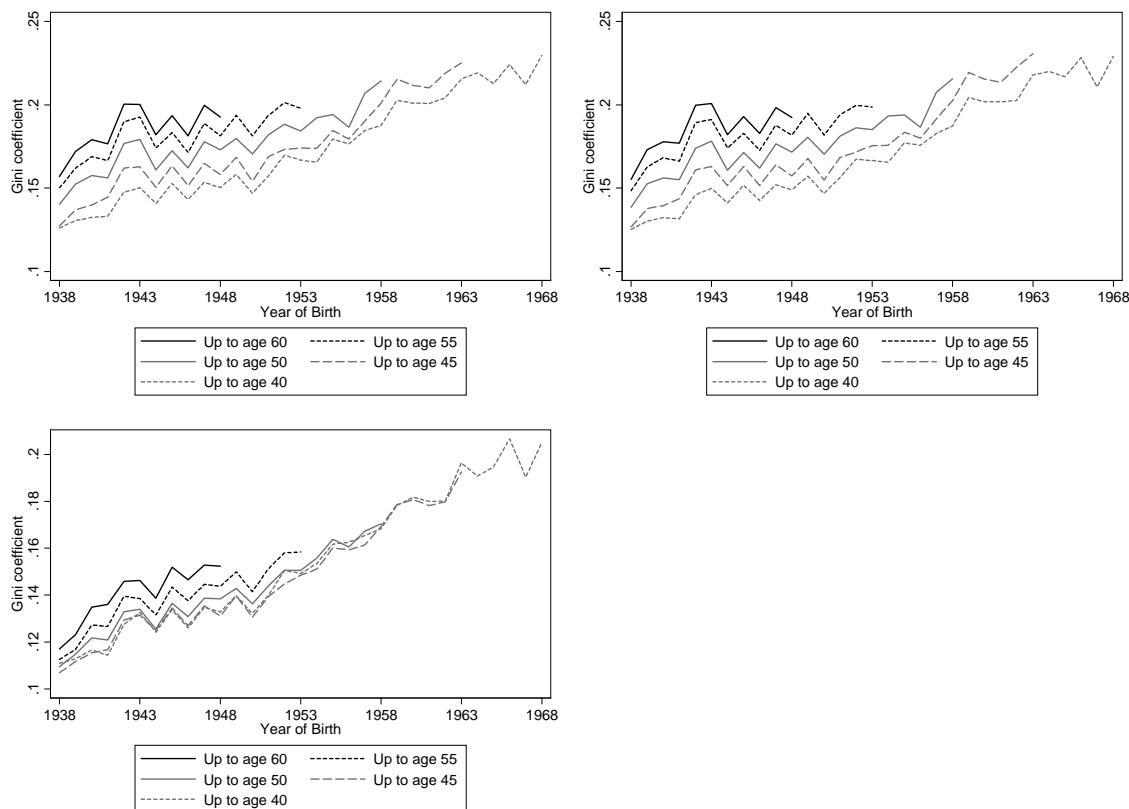 .25
.2
.15
.1
Gini coefficient
1938 1943 1948 1953 1958 1963 1968
Year of Birth
Up to age 60 Up to age 55
Up to age 50 Up to age 45
Up to age 40
.25
.2
.15
.1
Gini coefficient
1938 1943 1948 1953 1958 1963 1968
Year of Birth
Up to age 60 Up to age 55
Up to age 50 Up to age 45
Up to age 40
.2
.18
.16
.14
.12
.1
Gini coefficient
1938 1943 1948 1953 1958 1963 1968
Year of Birth
Up to age 60 Up to age 55
Up to age 50 Up to age 45
Up to age 40